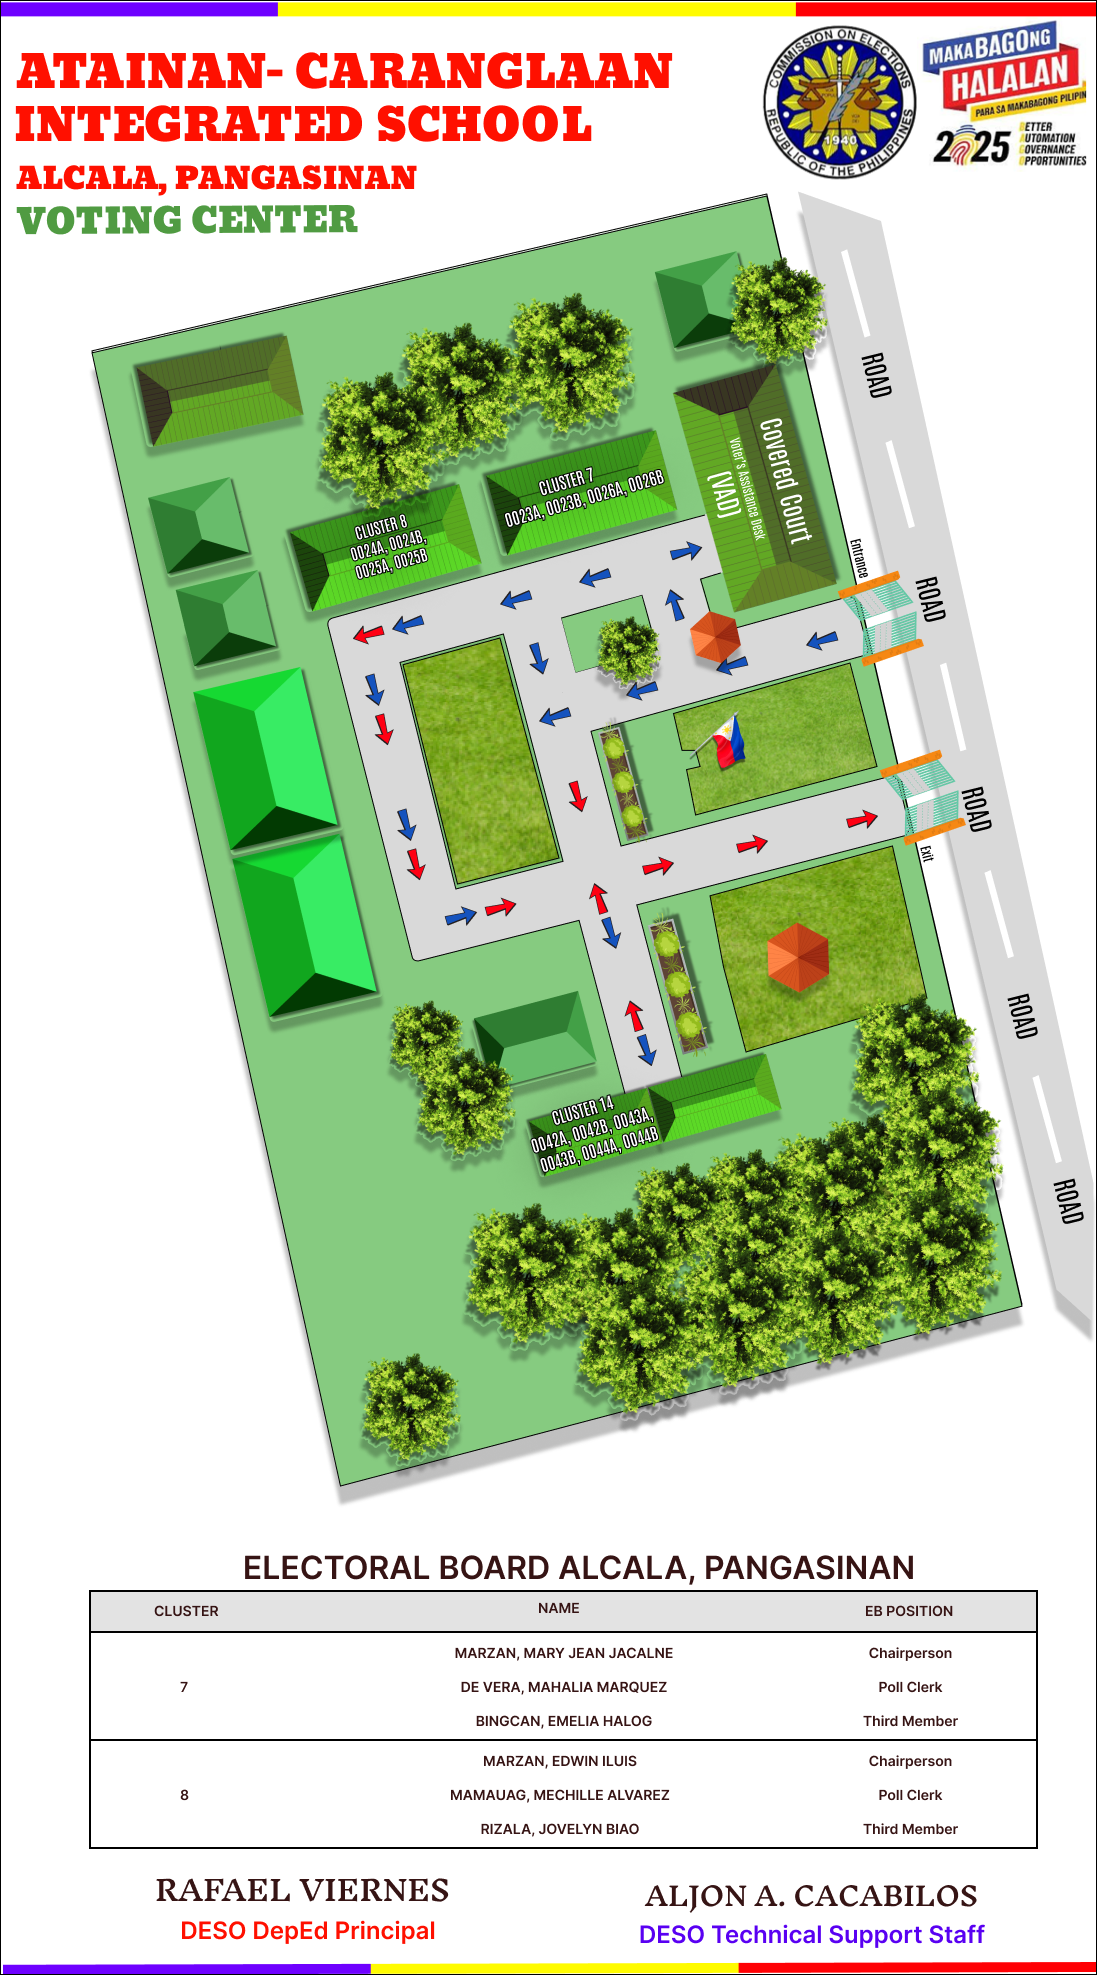 ATAINAN- CARANGLAAN
INTEGRATED SCHOOL
ALCALA, PANGASINAN
VOTING CENTER
COMMISSION ON ELECTIONS
1940
REPUBLIC OF THE PHILIPPINES
MAKABAGONG
HALALAN
PARA SA MAKABAGONG PILIPIN
2025
BETTER
AUTOMATION
GOVERNANCE
OPPORTUNITIES
ROAD
Covered Court
Voter's Assistance Desk
(VAD)
CLUSTER 7
0023A, 0023B, 0026A, 0026B
CLUSTER 8
0024A, 0024B,
0025A, 0025B
Entrance
ROAD
ROAD
Exit
ROAD
CLUSTER 14
0042A, 0042B, 0043A,
0043B, 0044A, 0044B
ROAD
ELECTORAL BOARD ALCALA, PANGASINAN
CLUSTER NAME EB POSITION
MARZAN, MARY JEAN JACALNE Chairperson
7 DE VERA, MAHALIA MARQUEZ Poll Clerk
BINGCAN, EMELIA HALOG Third Member
MARZAN, EDWIN ILUIS Chairperson
8 MAMAUAG, MECHILLE ALVAREZ Poll Clerk
RIZALA, JOVELYN BIAO Third Member
RAFAEL VIERNES
DESO DepEd Principal
ALJON A. CACABILOS
DESO Technical Support Staff